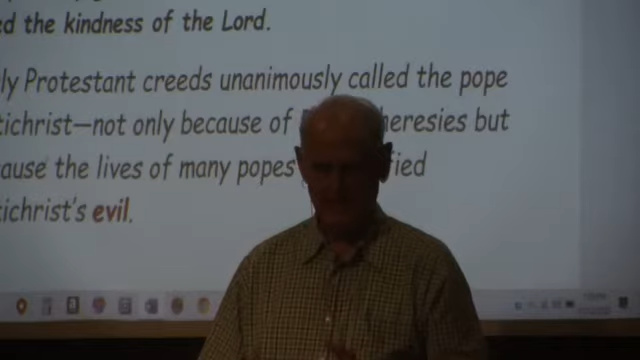 ed the kindness of the Lord.
ly Protestant creeds unanimously called the pope
tichrist—not only because of heresies but
ause the lives of many popes fied
tichrist's evil.